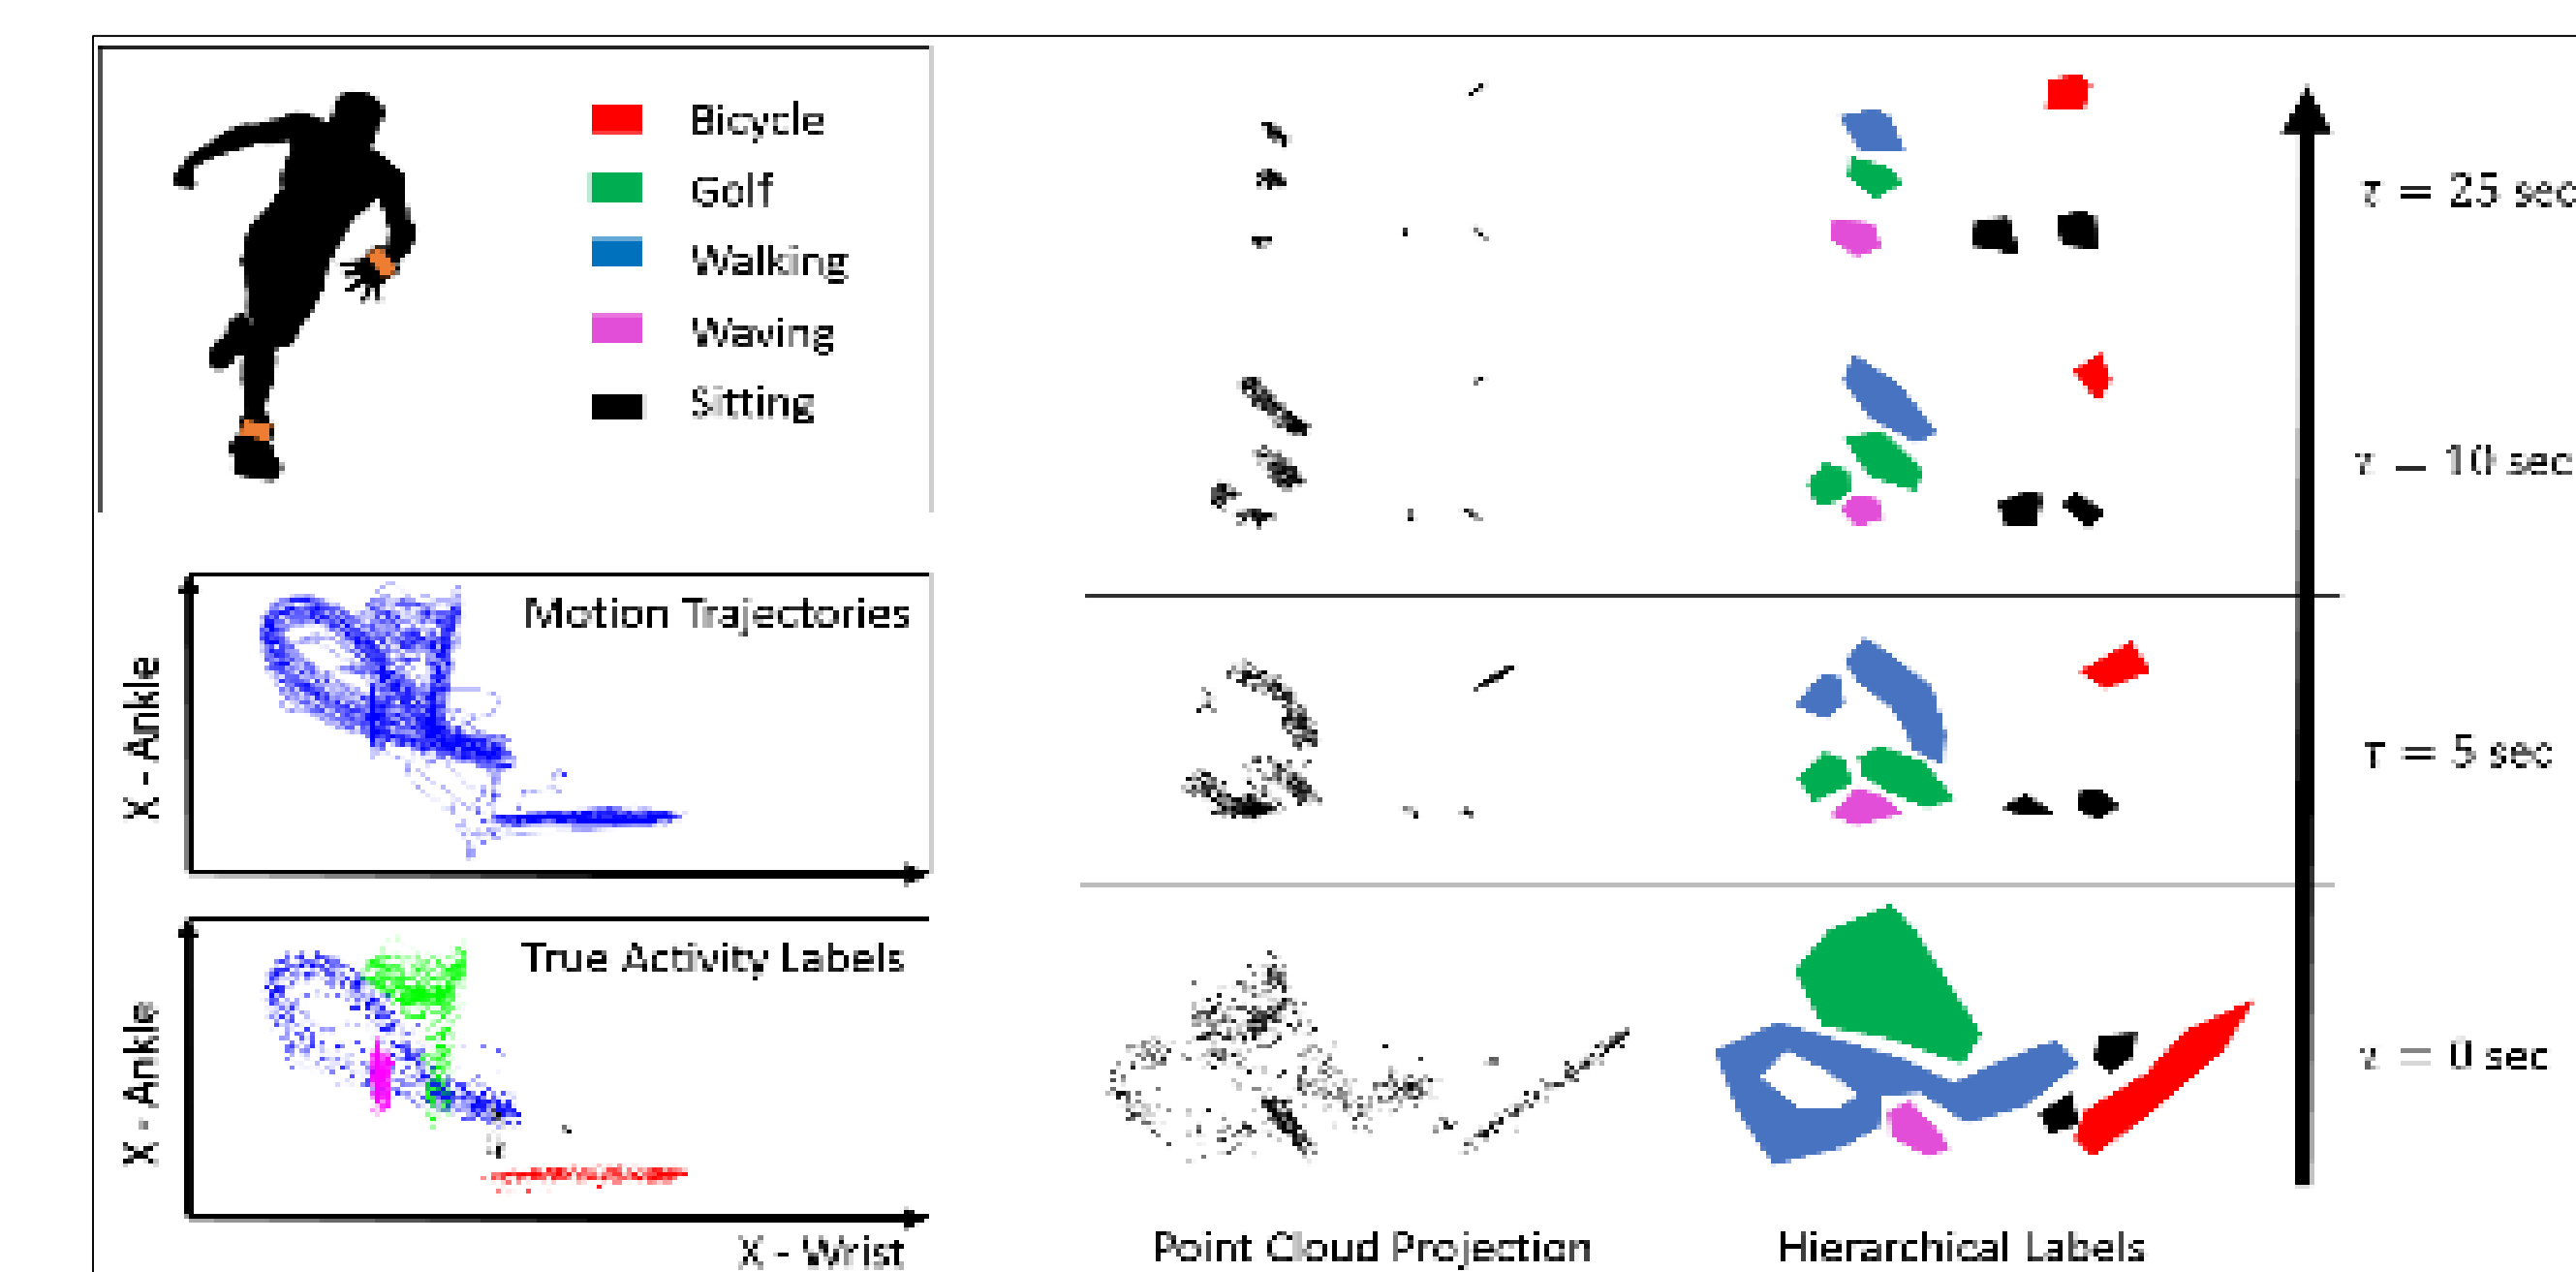 Bicycle
Golf
Walking
Waving
Sitting
Motion Trajectories
X - Ankle
True Activity Labels
X - Ankle
X - Wrist
τ = 25 sec
τ = 10 sec
τ = 5 sec
τ = 0 sec
Point Cloud Projection
Hierarchical Labels